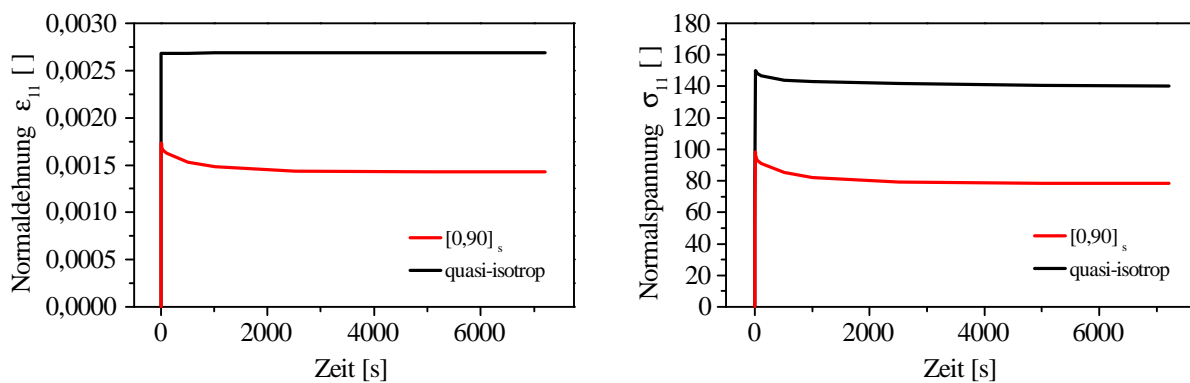 Normaldehnung ε₁₁ [ ]
0,0030
0,0025
0,0020
0,0015
0,0010
0,0005
0,0000
[0,90] s
quasi-isotrop
0 2000 4000 6000
Zeit [s]
Normalspannung σ₁₁ [ ]
180
160
140
120
100
80
60
40
20
0
[0,90] s
quasi-isotrop
0 2000 4000 6000
Zeit [s]